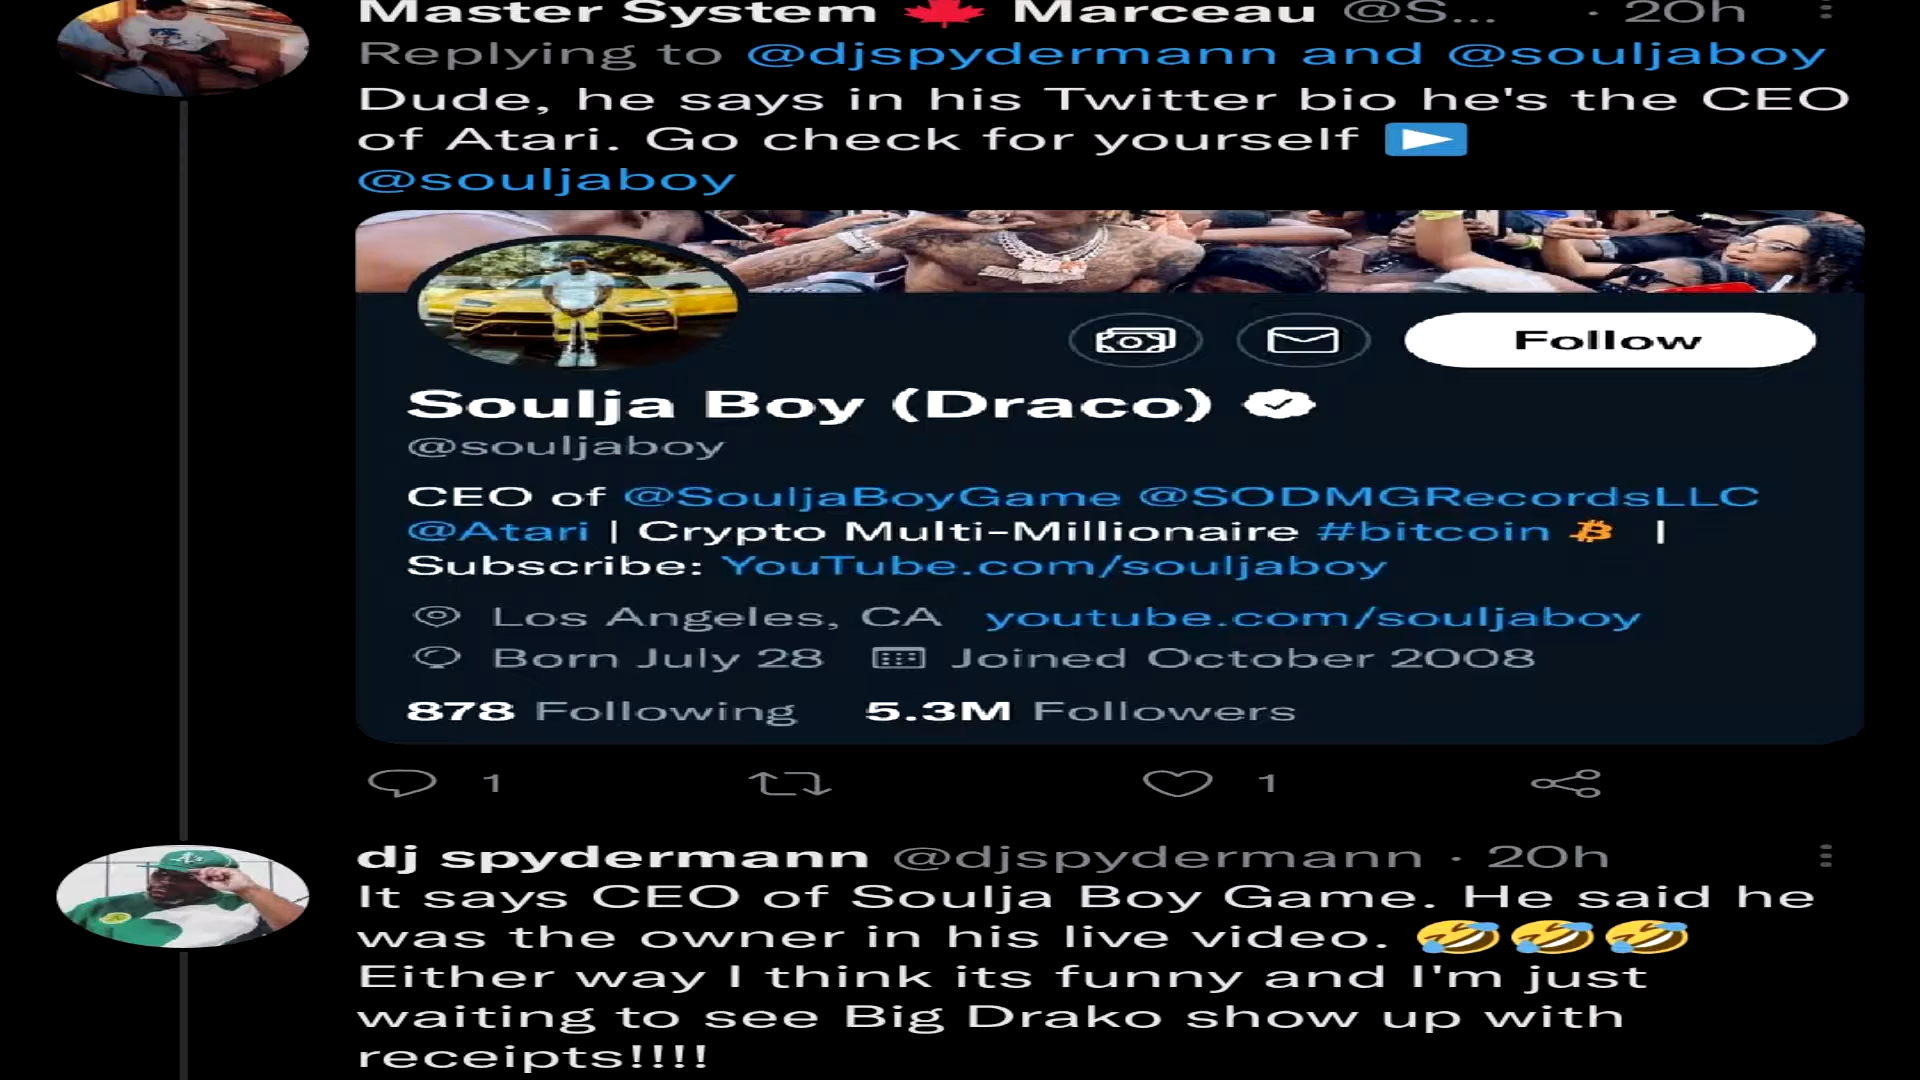 Master System 🍁 Marceau @S... · 20h
Replying to @djspydermann and @souljaboy
Dude, he says in his Twitter bio he's the CEO
of Atari. Go check for yourself ▶️
@souljaboy
Follow
Soulja Boy (Draco)
@souljaboy
CEO of @SouljaBoyGame @SODMGRecordsLLC
@Atari | Crypto Multi-Millionaire #bitcoin |
Subscribe: YouTube.com/souljaboy
Los Angeles, CA youtube.com/souljaboy
Born July 28 Joined October 2008
878 Following 5.3M Followers
1 1
dj spydermann @djspydermann · 20h
It says CEO of Soulja Boy Game. He said he
was the owner in his live video. 🤣🤣🤣
Either way I think its funny and I'm just
waiting to see Big Drako show up with
receipts!!!!